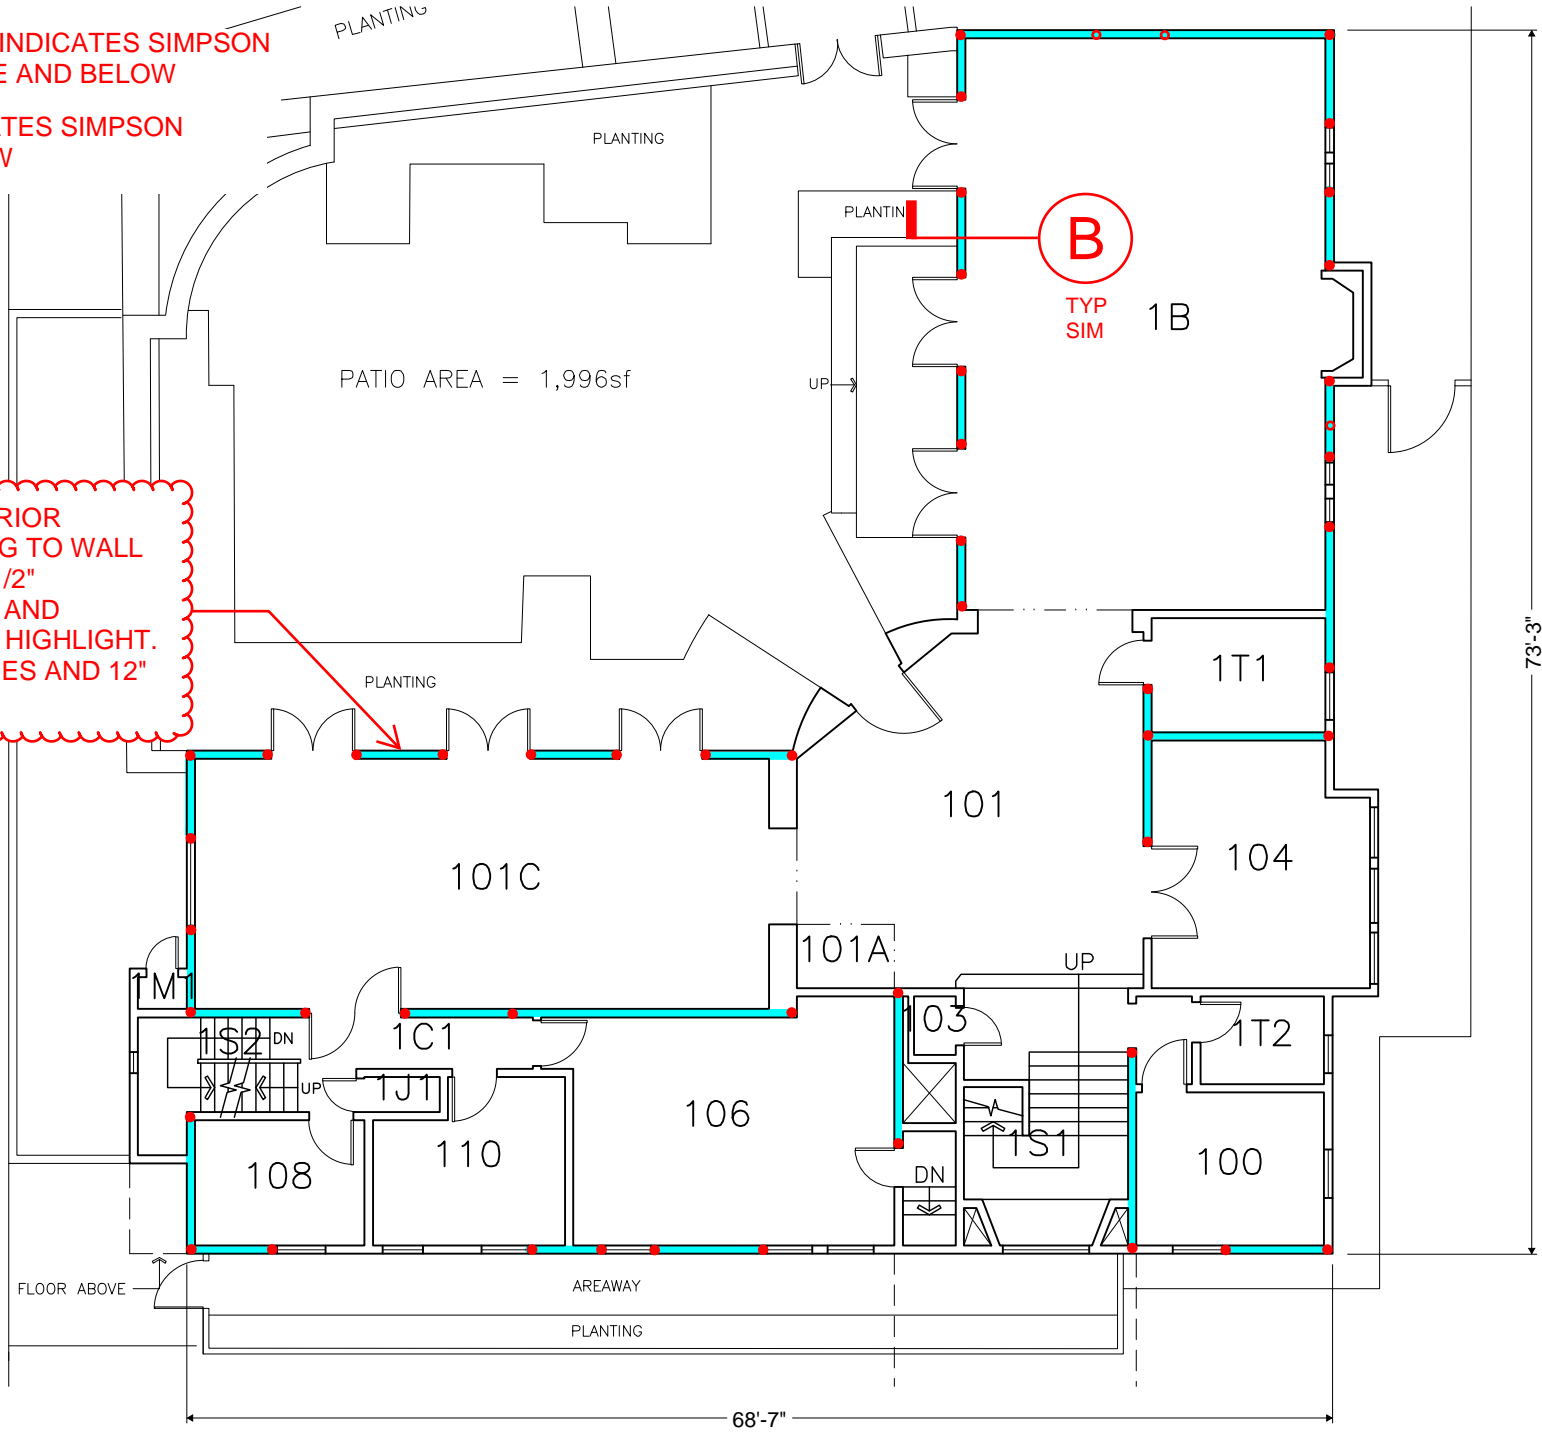 PLANTING
INDICATES SIMPSON
E AND BELOW
ATES SIMPSON
W
PLANTING
PLANTIN
B
TYP
SIM
1B
PATIO AREA = 1,996sf
UP
RIOR
G TO WALL
/2"
AND
HIGHLIGHT.
ES AND 12"
73'-3"
1T1
PLANTING
101
104
101C
101A
UP
1M1
103
1T2
1S2
DN
1C1
UP
1J1
106
110
1S1
108
100
DN
FLOOR ABOVE
AREAWAY
PLANTING
68'-7"